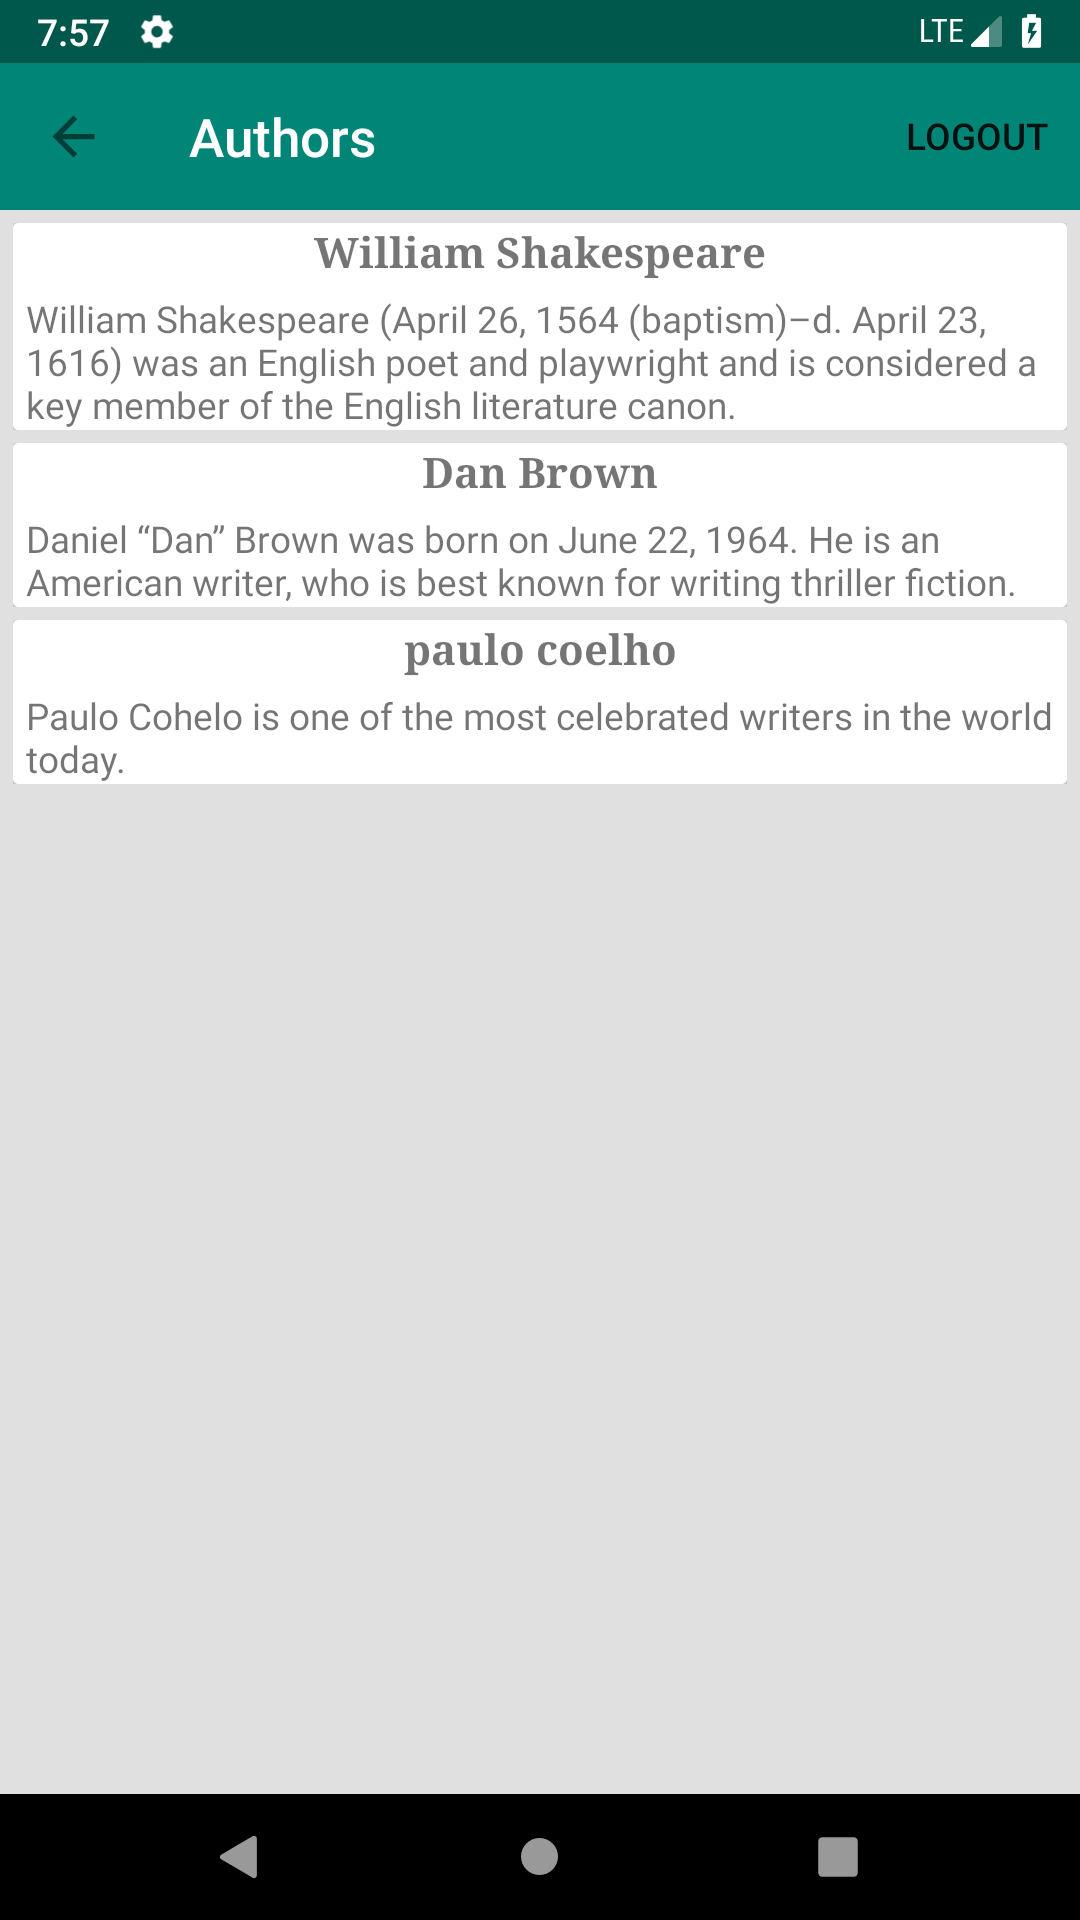 7:57 LTE
Authors LOGOUT
William Shakespeare
William Shakespeare (April 26, 1564 (baptism)–d. April 23,
1616) was an English poet and playwright and is considered a
key member of the English literature canon.
Dan Brown
Daniel “Dan” Brown was born on June 22, 1964. He is an
American writer, who is best known for writing thriller fiction.
paulo coelho
Paulo Cohelo is one of the most celebrated writers in the world
today.